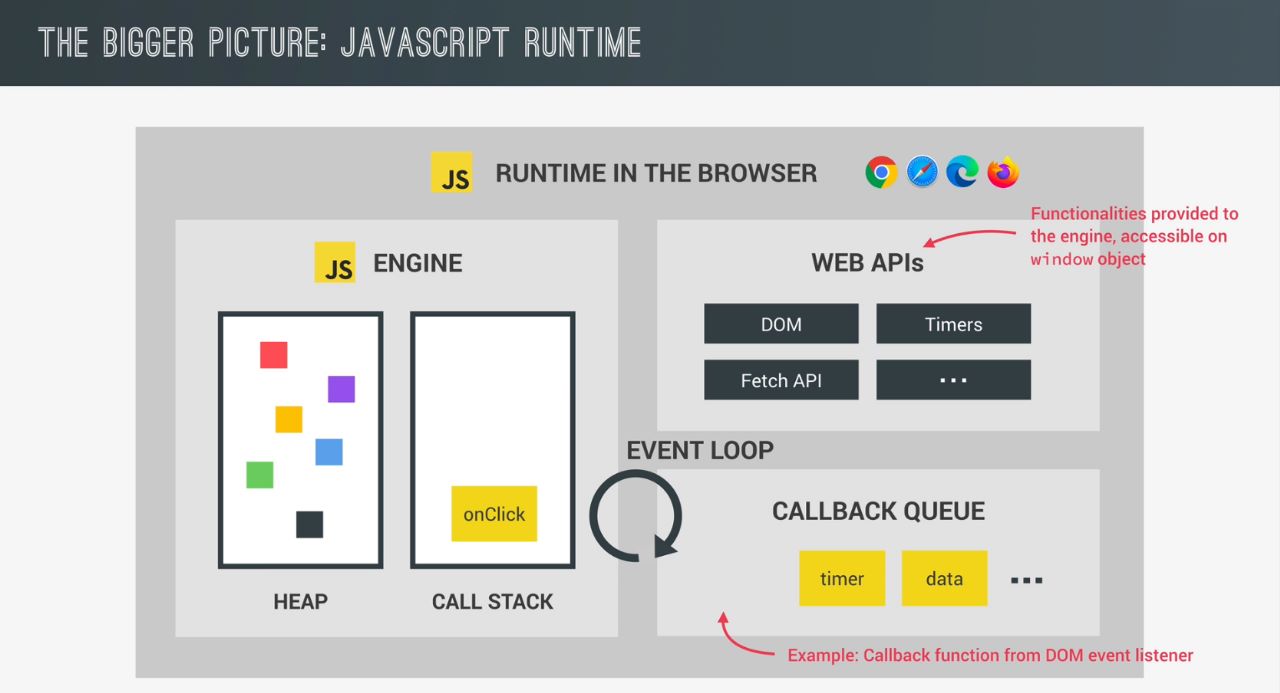 THE BIGGER PICTURE: JAVASCRIPT RUNTIME
JS RUNTIME IN THE BROWSER
Functionalities provided to
the engine, accessible on
window object
JS ENGINE
WEB APIs
DOM
Timers
Fetch API
...
EVENT LOOP
onClick
HEAP
CALL STACK
CALLBACK QUEUE
timer
data
...
Example: Callback function from DOM event listener